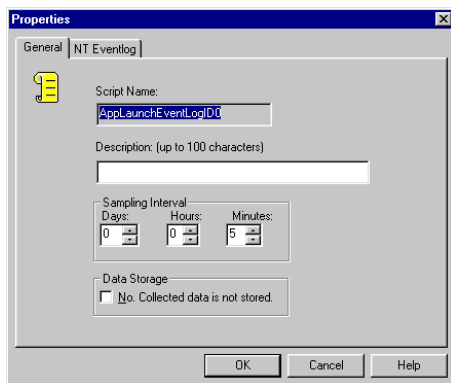 Properties
General NT Eventlog
Script Name:
AppLaunchEventLogID0
Description: (up to 100 characters)
Sampling Interval
Days: Hours: Minutes:
0 0 5
Data Storage
No. Collected data is not stored.
OK Cancel Help